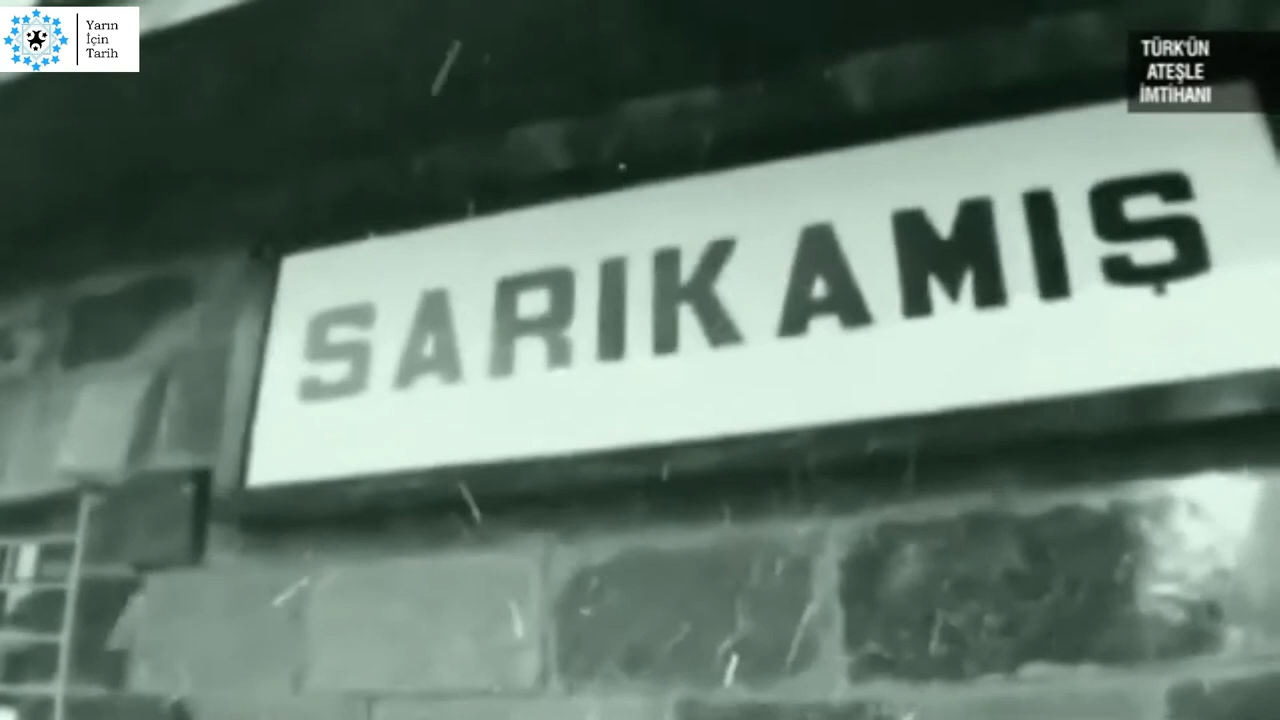 Yarın
İçin
Tarih
TÜRK'ÜN
ATEŞLE
İMTİHANI
SARIKAMIŞ